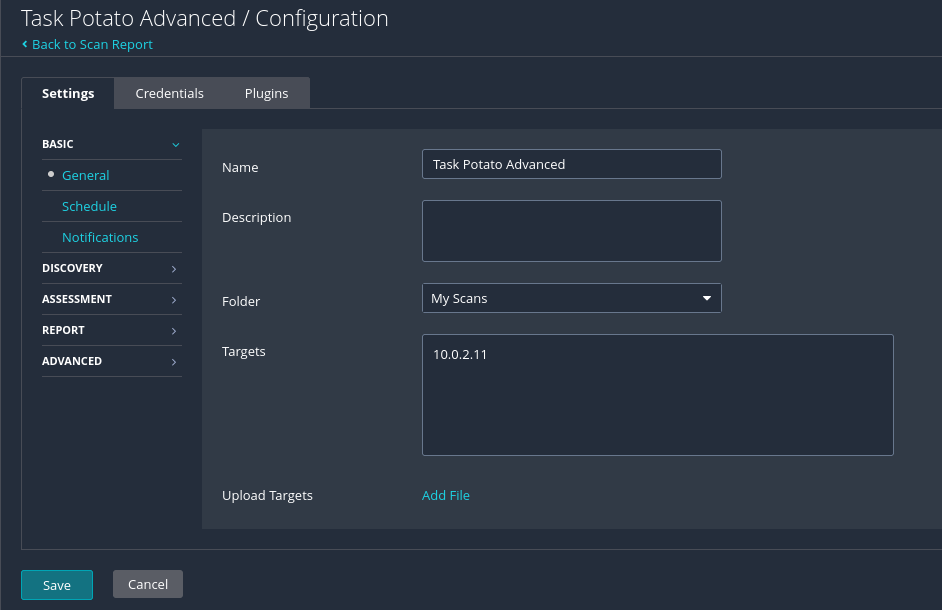 Task Potato Advanced / Configuration
Back to Scan Report
Settings Credentials Plugins
BASIC
General
Schedule
Notifications
DISCOVERY
ASSESSMENT
REPORT
ADVANCED
Name Task Potato Advanced
Description
Folder My Scans
Targets 10.0.2.11
Upload Targets Add File
Save Cancel